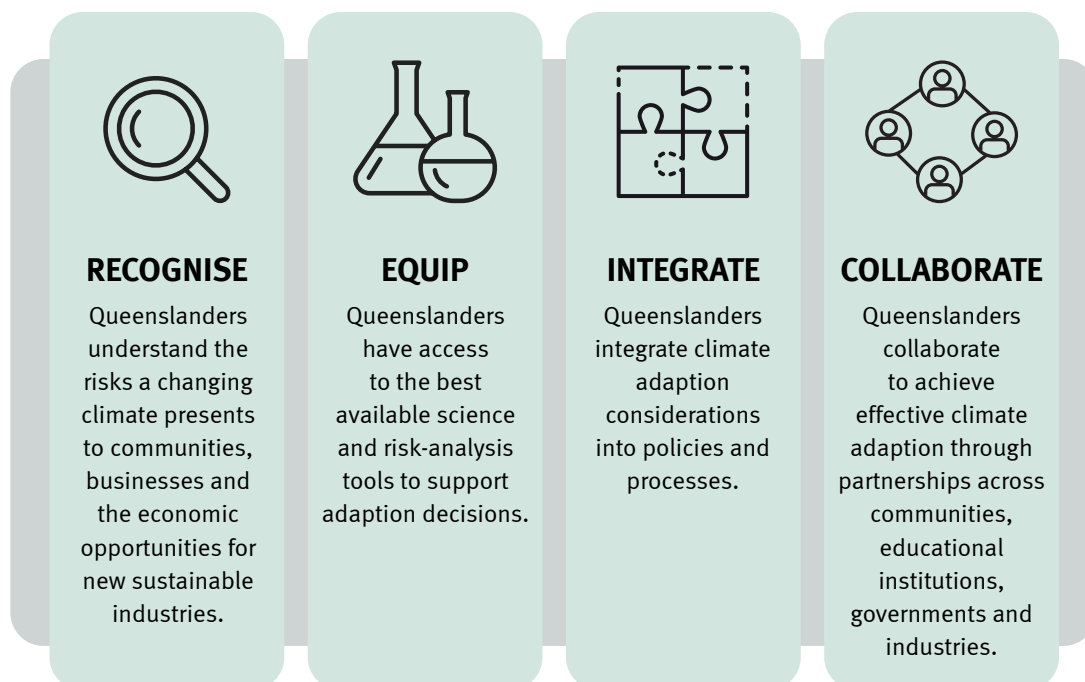 RECOGNISE
Queenslanders
understand the
risks a changing
climate presents
to communities,
businesses and
the economic
opportunities for
new sustainable
industries.
EQUIP
Queenslanders
have access
to the best
available science
and risk-analysis
tools to support
adaption decisions.
INTEGRATE
Queenslanders
integrate climate
adaption
considerations
into policies and
processes.
COLLABORATE
Queenslanders
collaborate
to achieve
effective climate
adaption through
partnerships across
communities,
educational
institutions,
governments and
industries.